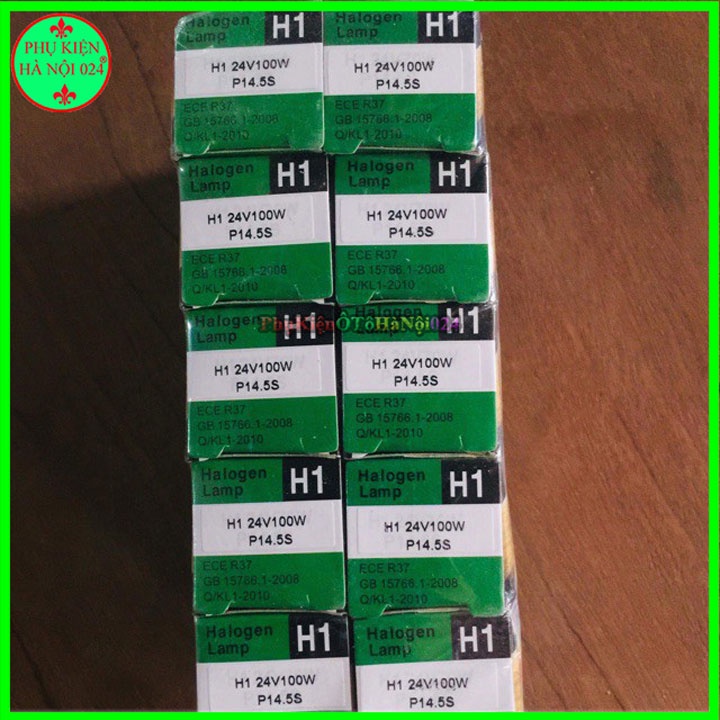 PHỤ KIỆN
HÀ NỘI 024®
Halogen
Lamp
H1
H1 24V100W
P14.5S
ECE R37
GB 15766.1-2008
Q/KL1-2010
Halogen
Lamp
H1
H1 24V100W
P14.5S
ECE R37
GB 15766.1-2008
Q/KL1-2010
Halogen
Lamp
H1
H1 24V100W
P14.5S
ECE R37
GB 15766.1-2008
Q/KL1-2010
Halogen
Lamp
H1
H1 24V100W
P14.5S
ECE R37
GB 15766.1-2008
Q/KL1-2010
PhụKiệnÔTôHàNội024
Halogen
Lamp
H1
H1 24V100W
P14.5S
ECE R37
GB 15766.1-2008
Q/KL1-2010
Lamp
H1
H1 24V100W
P14.5S
ECE R37
GB 15766.1-2008
Q/KL1-2010
Halogen
Lamp
H1
H1 24V100W
P14.5S
ECE R37
GB 15766.1-2008
Q/KL1-2010
Halogen
Lamp
H1
H1 24V100W
P14.5S
ECE R37
GB 15766.1-2008
Q/KL1-2010
Halogen
Lamp
H1
H1 24V100W
P14.5S
Halogen
Lamp
H1
H1 24V100W
P14.5S